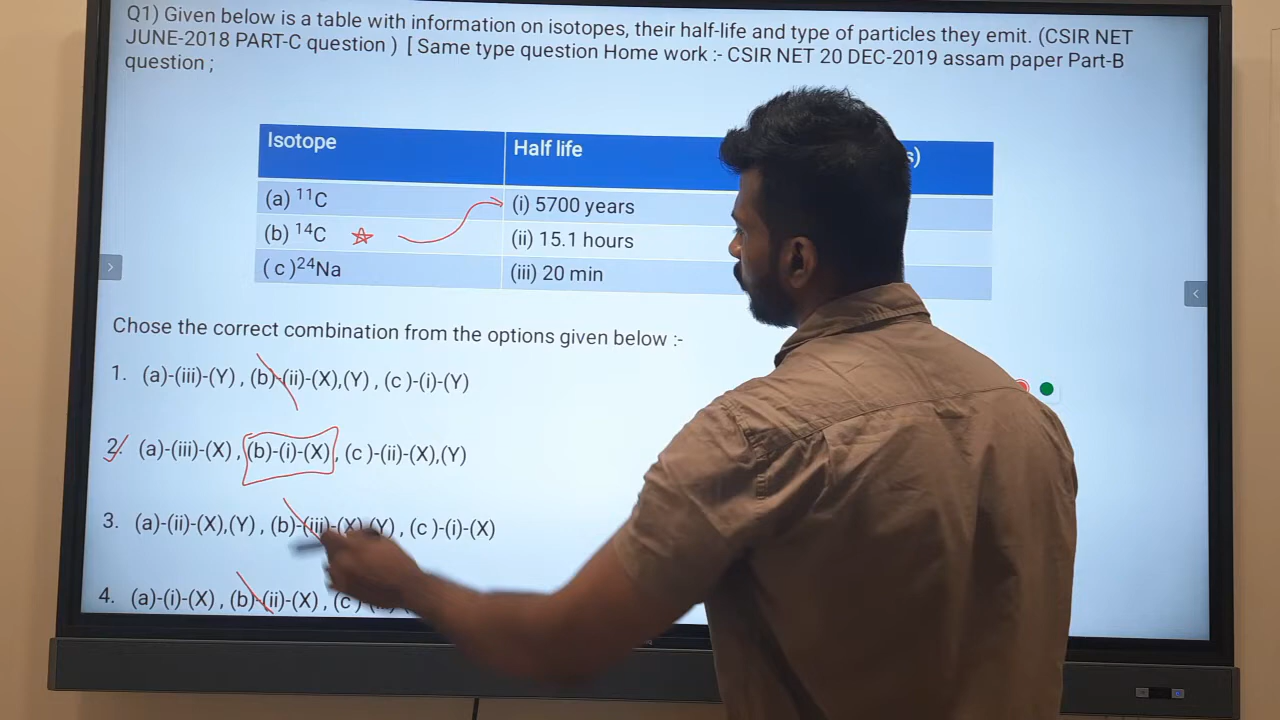 Q1) Given below is a table with information on isotopes, their half-life and type of particles they emit. (CSIR NET
JUNE-2018 PART-C question ) [ Same type question Home work :- CSIR NET 20 DEC-2019 assam paper Part-B
question ;
Isotope Half life s)
(a) ¹¹C (i) 5700 years
(b) ¹⁴C (ii) 15.1 hours
( c )²⁴Na (iii) 20 min
Chose the correct combination from the options given below :-
1. (a)-(iii)-(Y) , (b)-(ii)-(X),(Y) , (c )-(i)-(Y)
2. (a)-(iii)-(X) , (b)-(i)-(X) , (c )-(ii)-(X),(Y)
3. (a)-(ii)-(X),(Y) , (b)-(iii)-(X),(Y) , (c )-(i)-(X)
4. (a)-(i)-(X) , (b)-(ii)-(X) , (c )